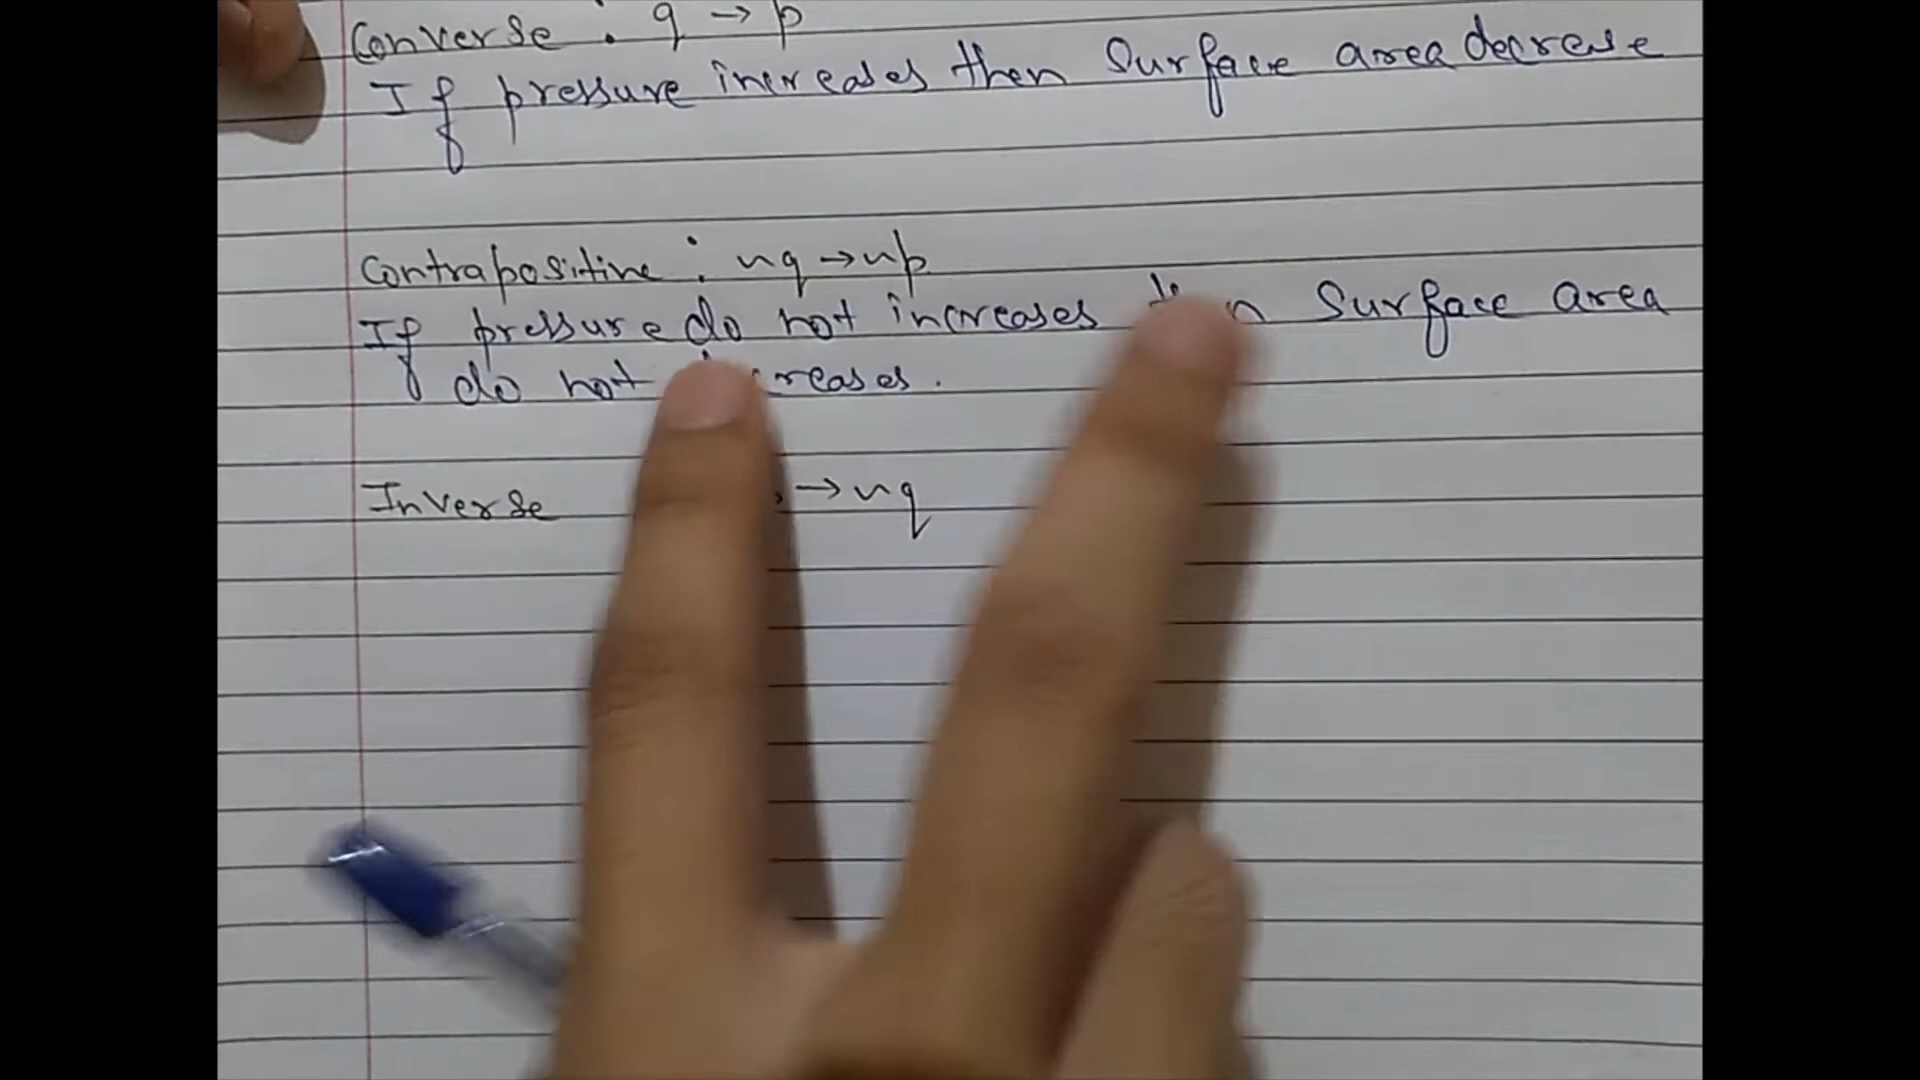 Converse : q → p
If pressure increases then Surface area decrease
Contrapositive : ~q → ~p
If pressure do not increases Surface area
do not .
Inverse → ~q